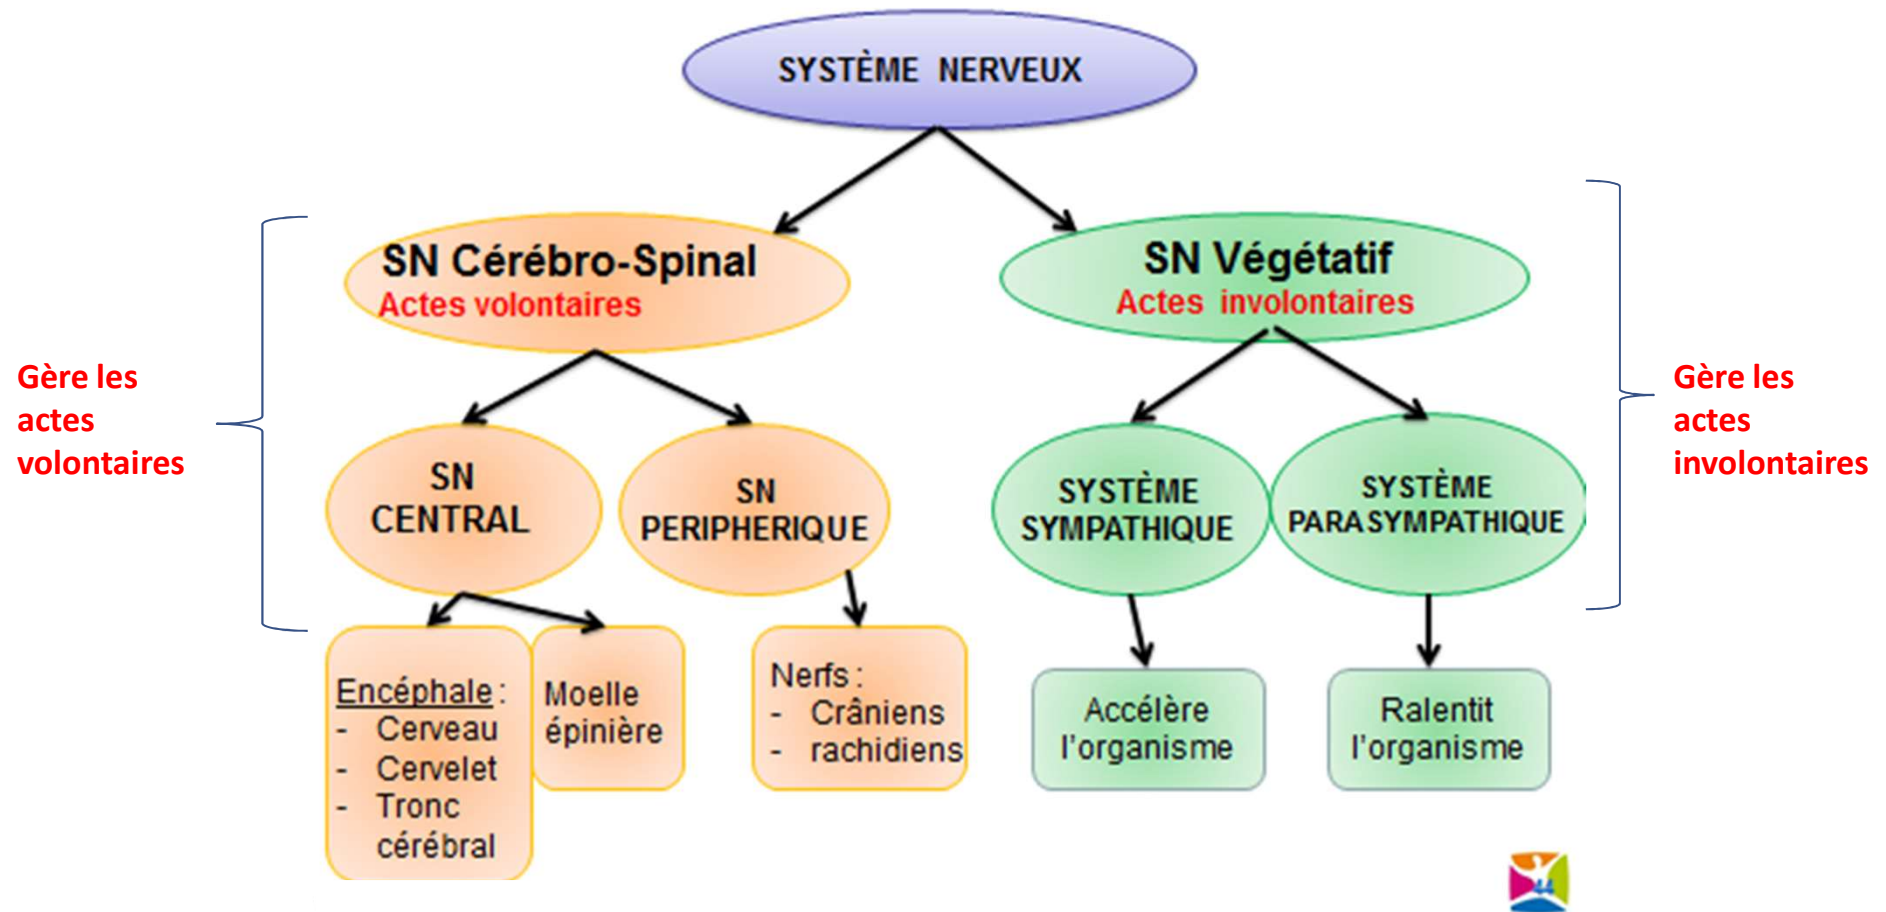 SYSTÈME NERVEUX
SN Cérébro-Spinal
Actes volontaires
SN Végétatif
Actes involontaires
Gère les
actes
volontaires
Gère les
actes
involontaires
SN
CENTRAL
SN
PERIPHERIQUE
SYSTÈME
SYMPATHIQUE
SYSTÈME
PARASYMPATHIQUE
Encéphale :
- Cerveau
- Cervelet
- Tronc
cérébral
Moelle
épinière
Nerfs :
- Crâniens
- rachidiens
Accélère
l'organisme
Ralentit
l'organisme
44